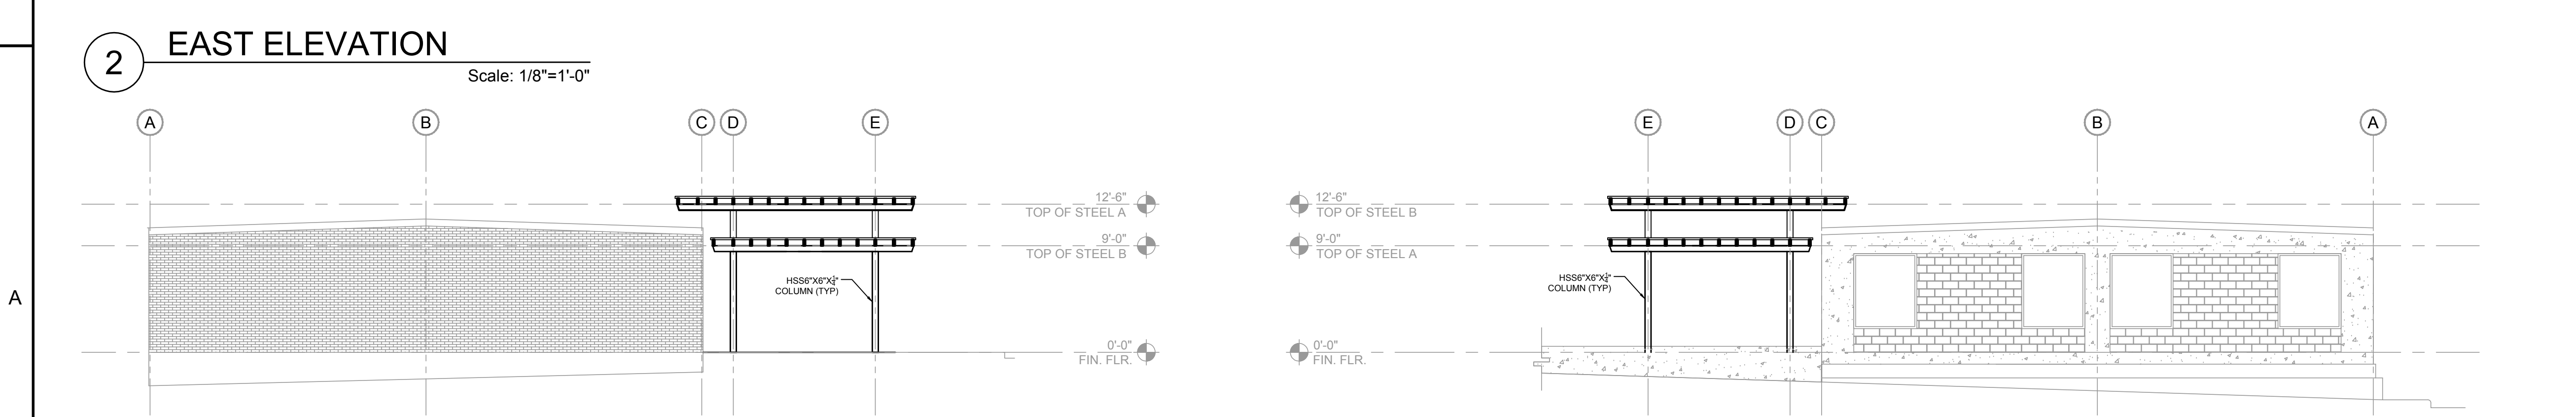 2
EAST ELEVATION
Scale: 1/8"=1'-0"
A B C D E
E D C B A
12'-6"
TOP OF STEEL A
12'-6"
TOP OF STEEL B
9'-0"
TOP OF STEEL B
9'-0"
TOP OF STEEL A
HSS6"X6"X1/4"
COLUMN (TYP)
HSS6"X6"X1/4"
COLUMN (TYP)
A
0'-0"
FIN. FLR.
0'-0"
FIN. FLR.